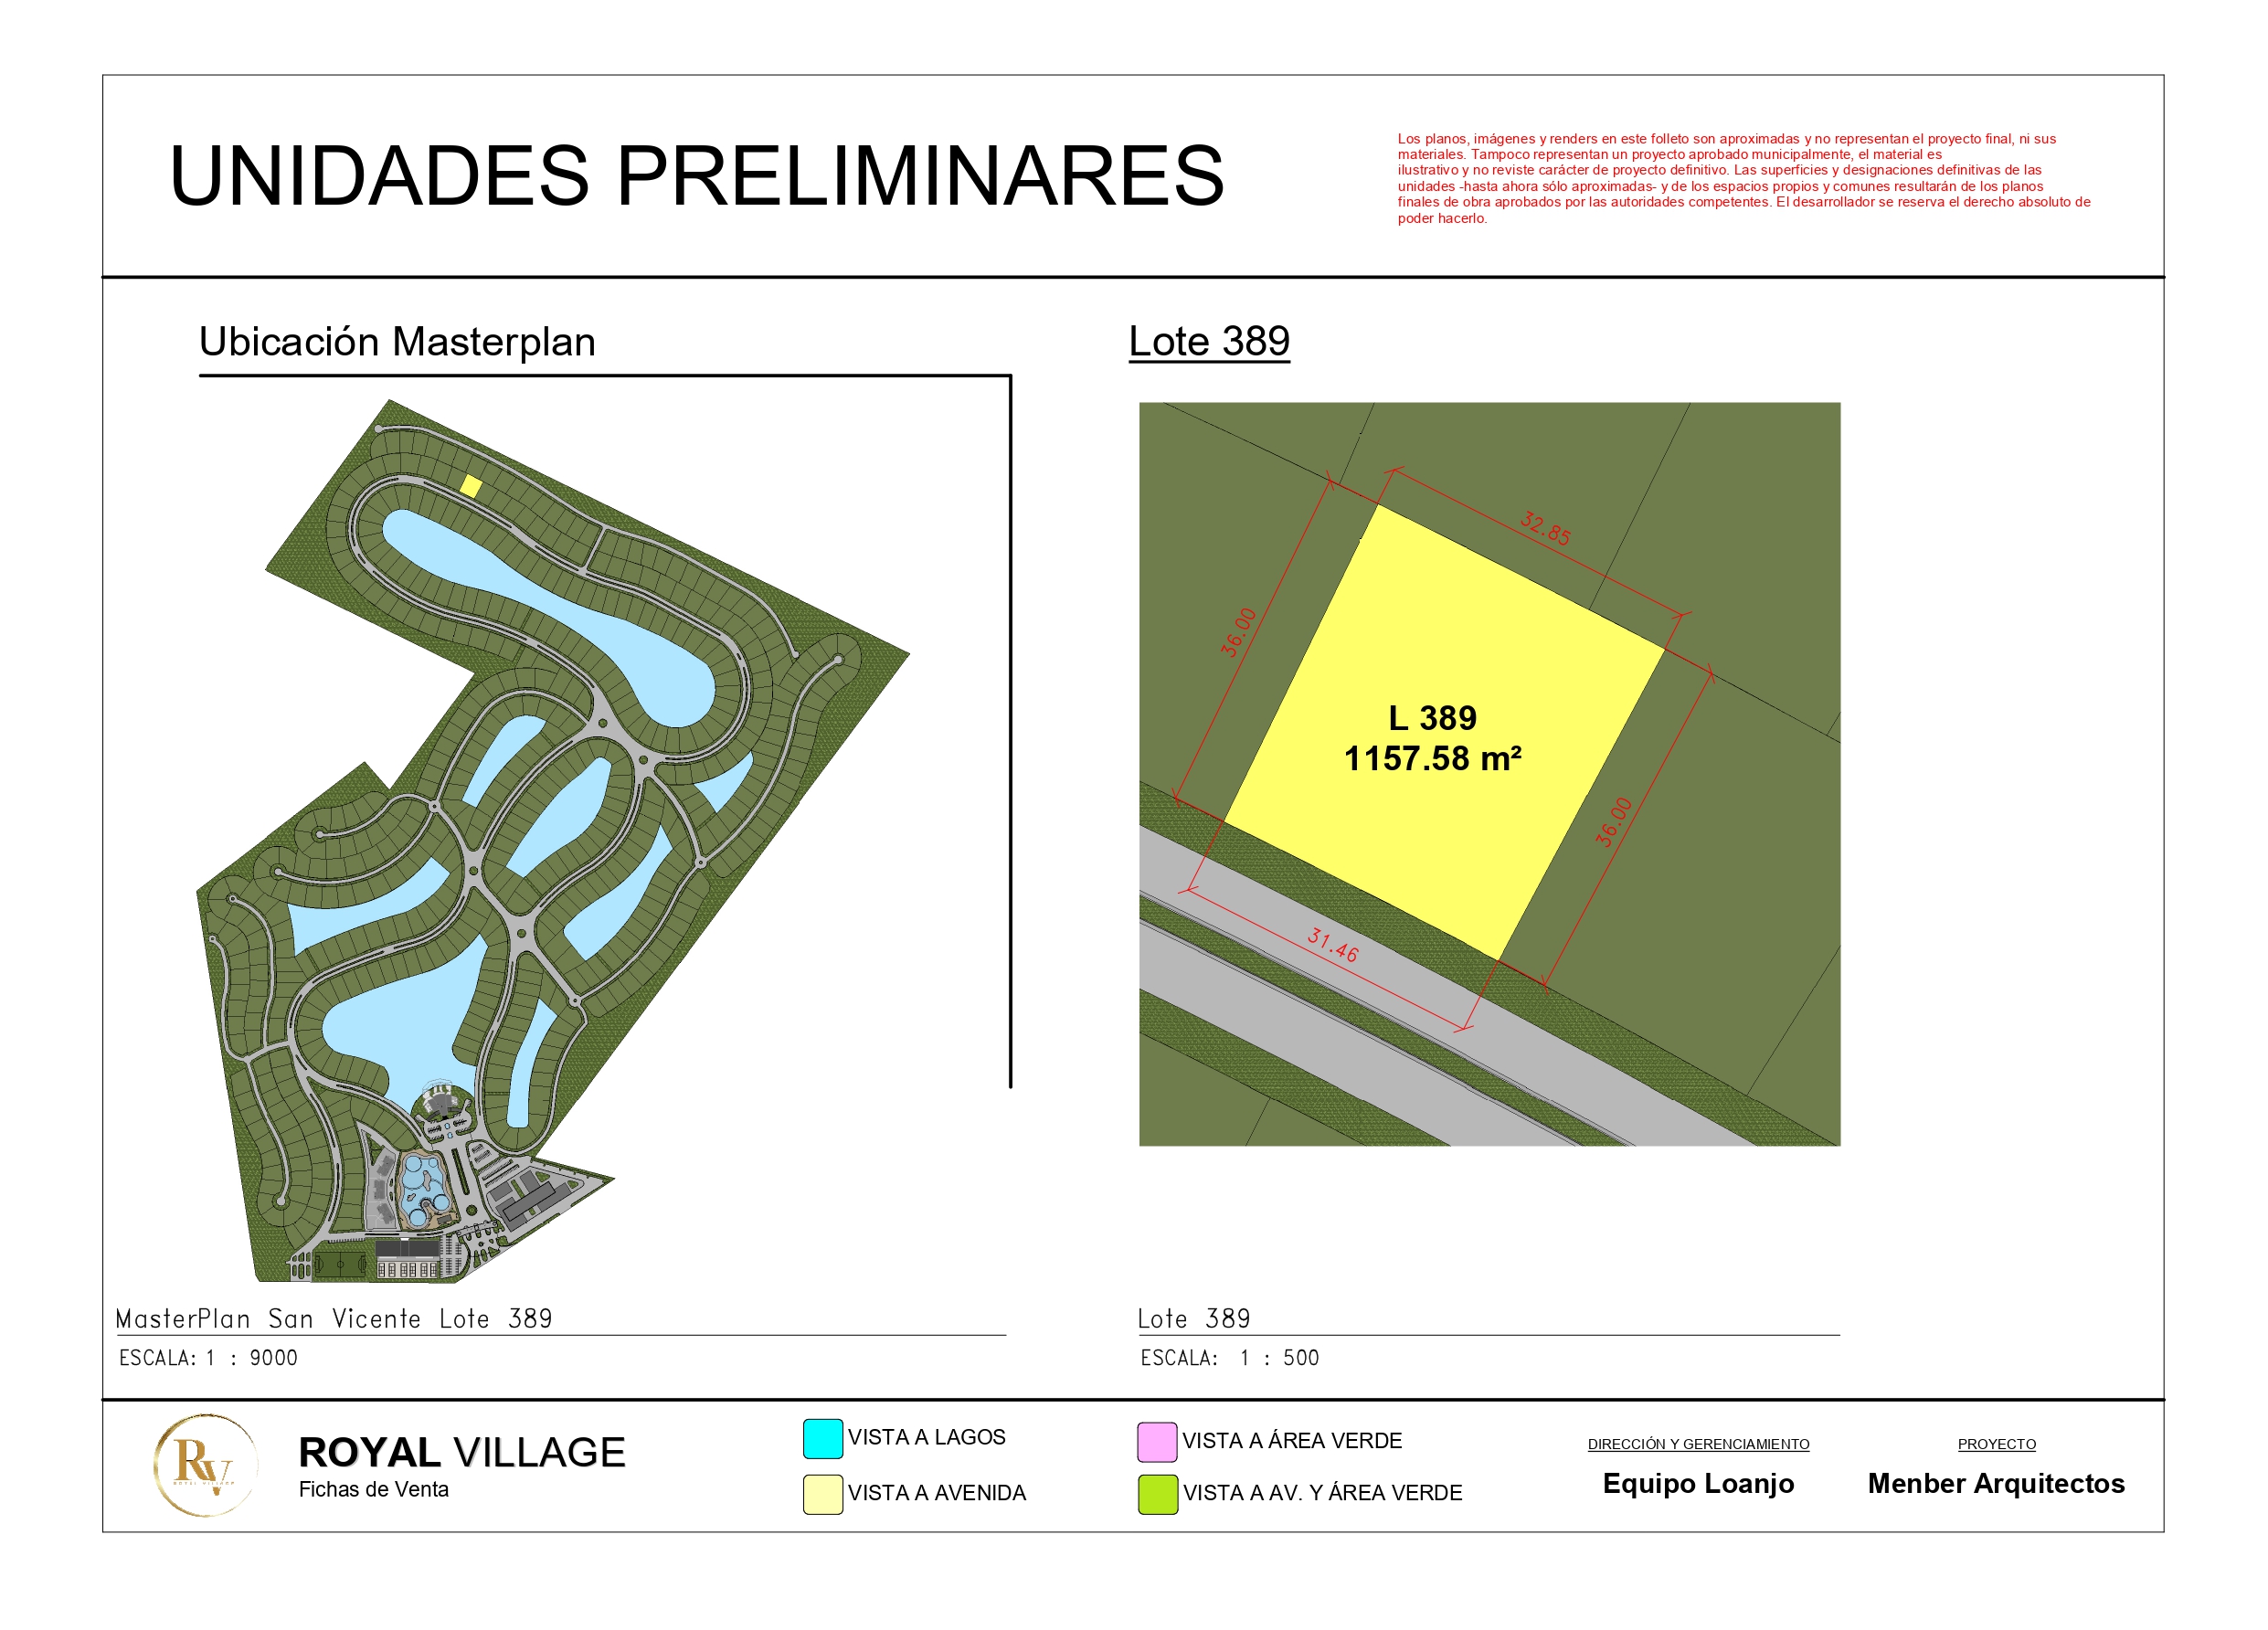 UNIDADES PRELIMINARES
Los planos, imágenes y renders en este folleto son aproximadas y no representan el proyecto final, ni sus
materiales. Tampoco representan un proyecto aprobado municipalmente, el material es
ilustrativo y no reviste carácter de proyecto definitivo. Las superficies y designaciones definitivas de las
unidades -hasta ahora sólo aproximadas- y de los espacios propios y comunes resultarán de los planos
finales de obra aprobados por las autoridades competentes. El desarrollador se reserva el derecho absoluto de
poder hacerlo.
Ubicación Masterplan
Lote 389
32.85
36.00
L 389
1157.58 m²
36.00
31.46
MasterPlan San Vicente Lote 389
ESCALA: 1 : 9000
Lote 389
ESCALA: 1 : 500
RV
ROYAL VILLAGE
ROYAL VILLAGE
Fichas de Venta
VISTA A LAGOS
VISTA A AVENIDA
VISTA A ÁREA VERDE
VISTA A AV. Y ÁREA VERDE
DIRECCIÓN Y GERENCIAMIENTO
Equipo Loanjo
PROYECTO
Menber Arquitectos